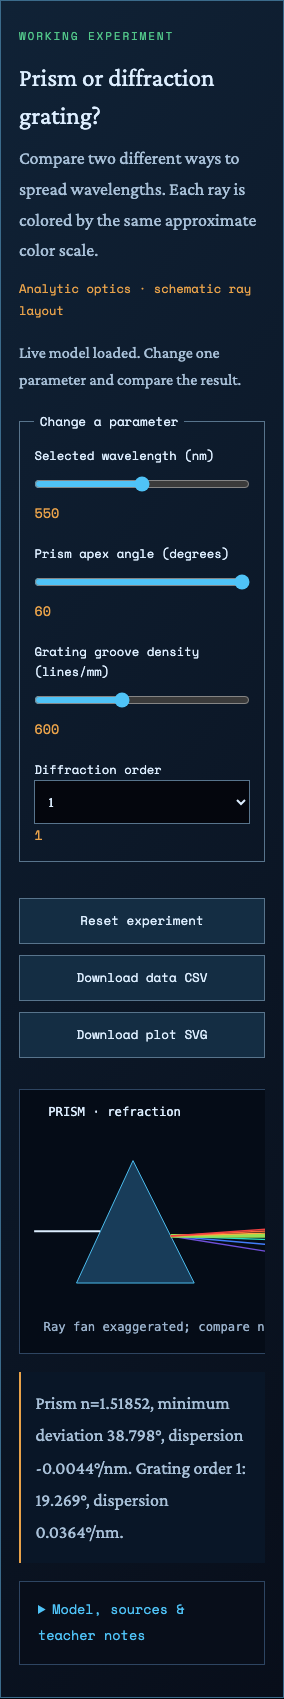 WORKING EXPERIMENT
Prism or diffraction
grating?
Compare two different ways to
spread wavelengths. Each ray is
colored by the same approximate
color scale.
Analytic optics · schematic ray
layout
Live model loaded. Change one
parameter and compare the result.
Change a parameter
Selected wavelength (nm)
550
Prism apex angle (degrees)
60
Grating groove density
(lines/mm)
600
Diffraction order
1
1
Reset experiment
Download data CSV
Download plot SVG
PRISM · refraction
Ray fan exaggerated; compare n
Prism n=1.51852, minimum
deviation 38.798°, dispersion
-0.0044°/nm. Grating order 1:
19.269°, dispersion
0.0364°/nm.
▶ Model, sources &
teacher notes